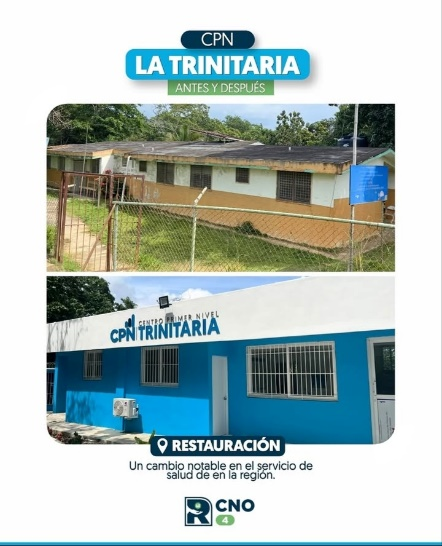 CPN
LA TRINITARIA
ANTES Y DESPUÉS
CENTRO PRIMER NIVEL
CPN TRINITARIA
RESTAURACIÓN
Un cambio notable en el servicio de
salud de en la región.
R CNO
4